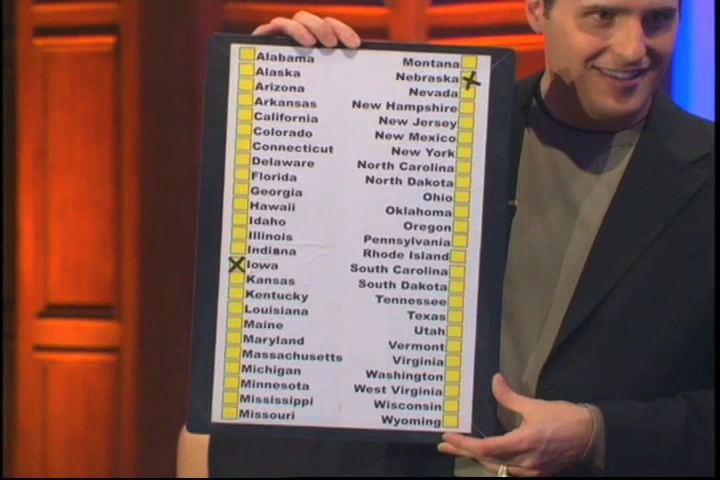 Alabama
Alaska
Arizona
Arkansas
California
Colorado
Connecticut
Delaware
Florida
Georgia
Hawaii
Idaho
Illinois
Indiana
Iowa
Kansas
Kentucky
Louisiana
Maine
Maryland
Massachusetts
Michigan
Minnesota
Mississippi
Missouri
Montana
Nebraska
Nevada
New Hampshire
New Jersey
New Mexico
New York
North Carolina
North Dakota
Ohio
Oklahoma
Oregon
Pennsylvania
Rhode Island
South Carolina
South Dakota
Tennessee
Texas
Utah
Vermont
Virginia
Washington
West Virginia
Wisconsin
Wyoming